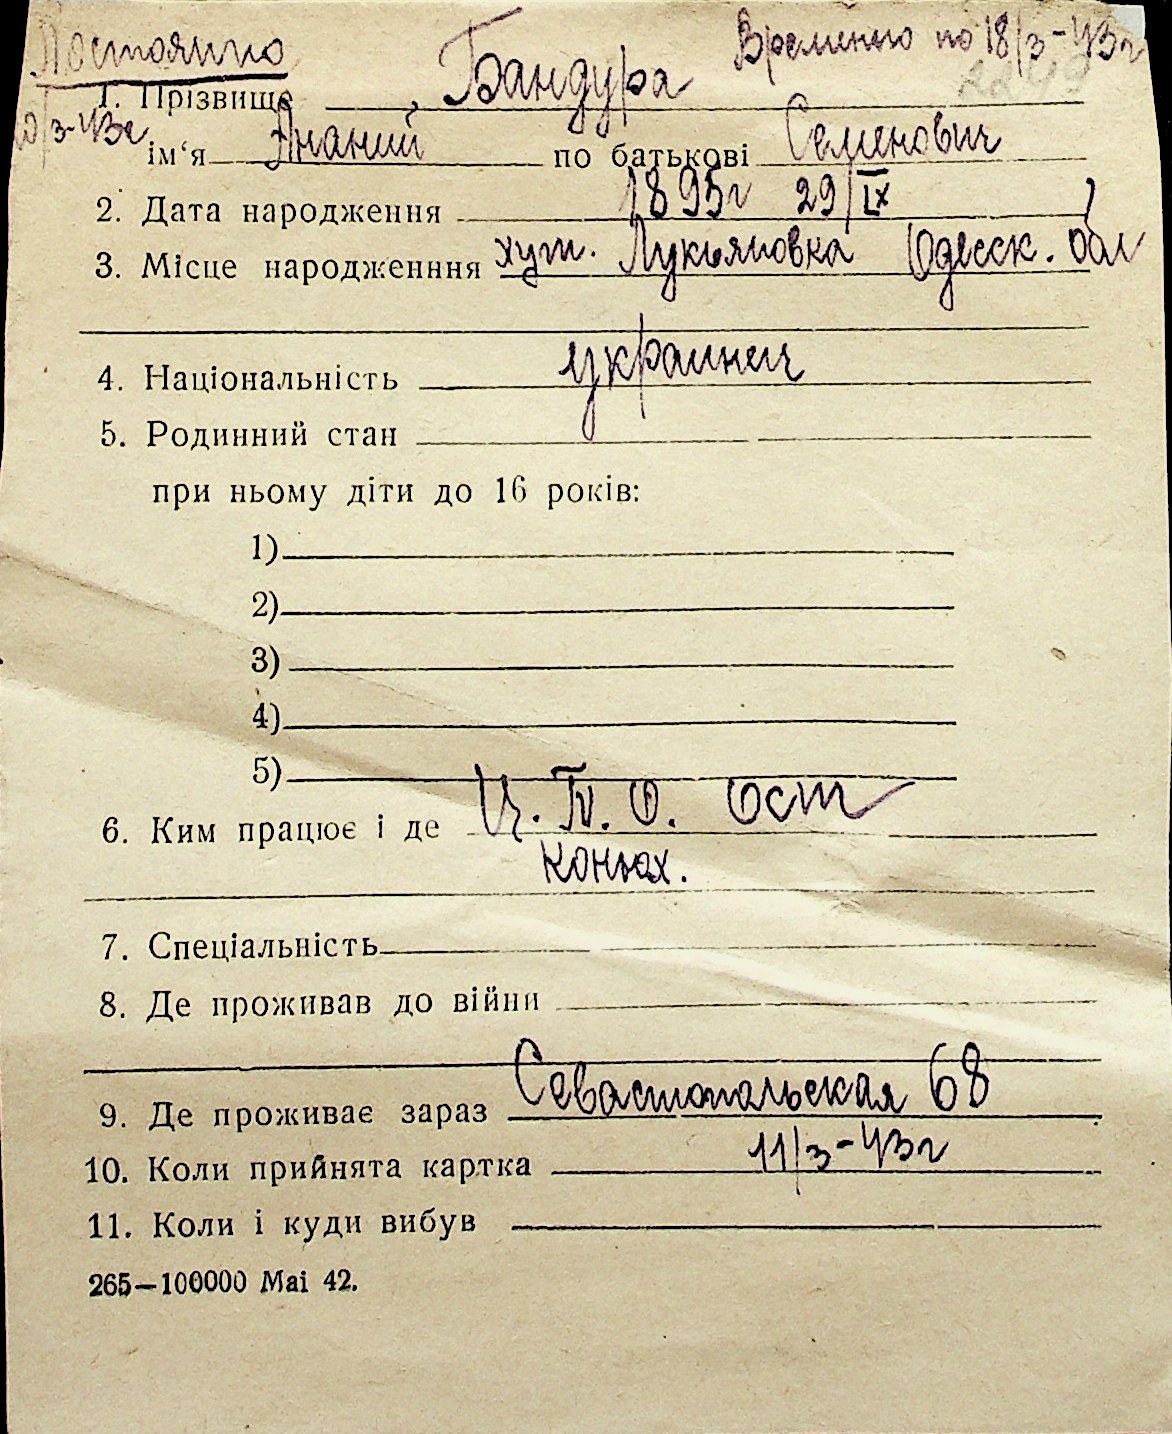 Постоянно Временно по 18/3-43г
2249
1. Прізвище Бандура
10/3-43г
ім‘я Ананий по батькові Семенович
2. Дата народження 1895г 29/IX
3. Місце народженння хут. Лукьяновка Одесск. обл
4. Національність украинец
5. Родинний стан
при ньому діти до 16 років:
1)
2)
3)
4)
5)
6. Ким працює і де Ц. П. О. Ост
конюх.
7. Спеціальність
8. Де проживав до війни
9. Де проживає зараз Севастопальская 68
10. Коли прийнята картка 11/3-43г
11. Коли і куди вибув
265—100000 Mai 42.